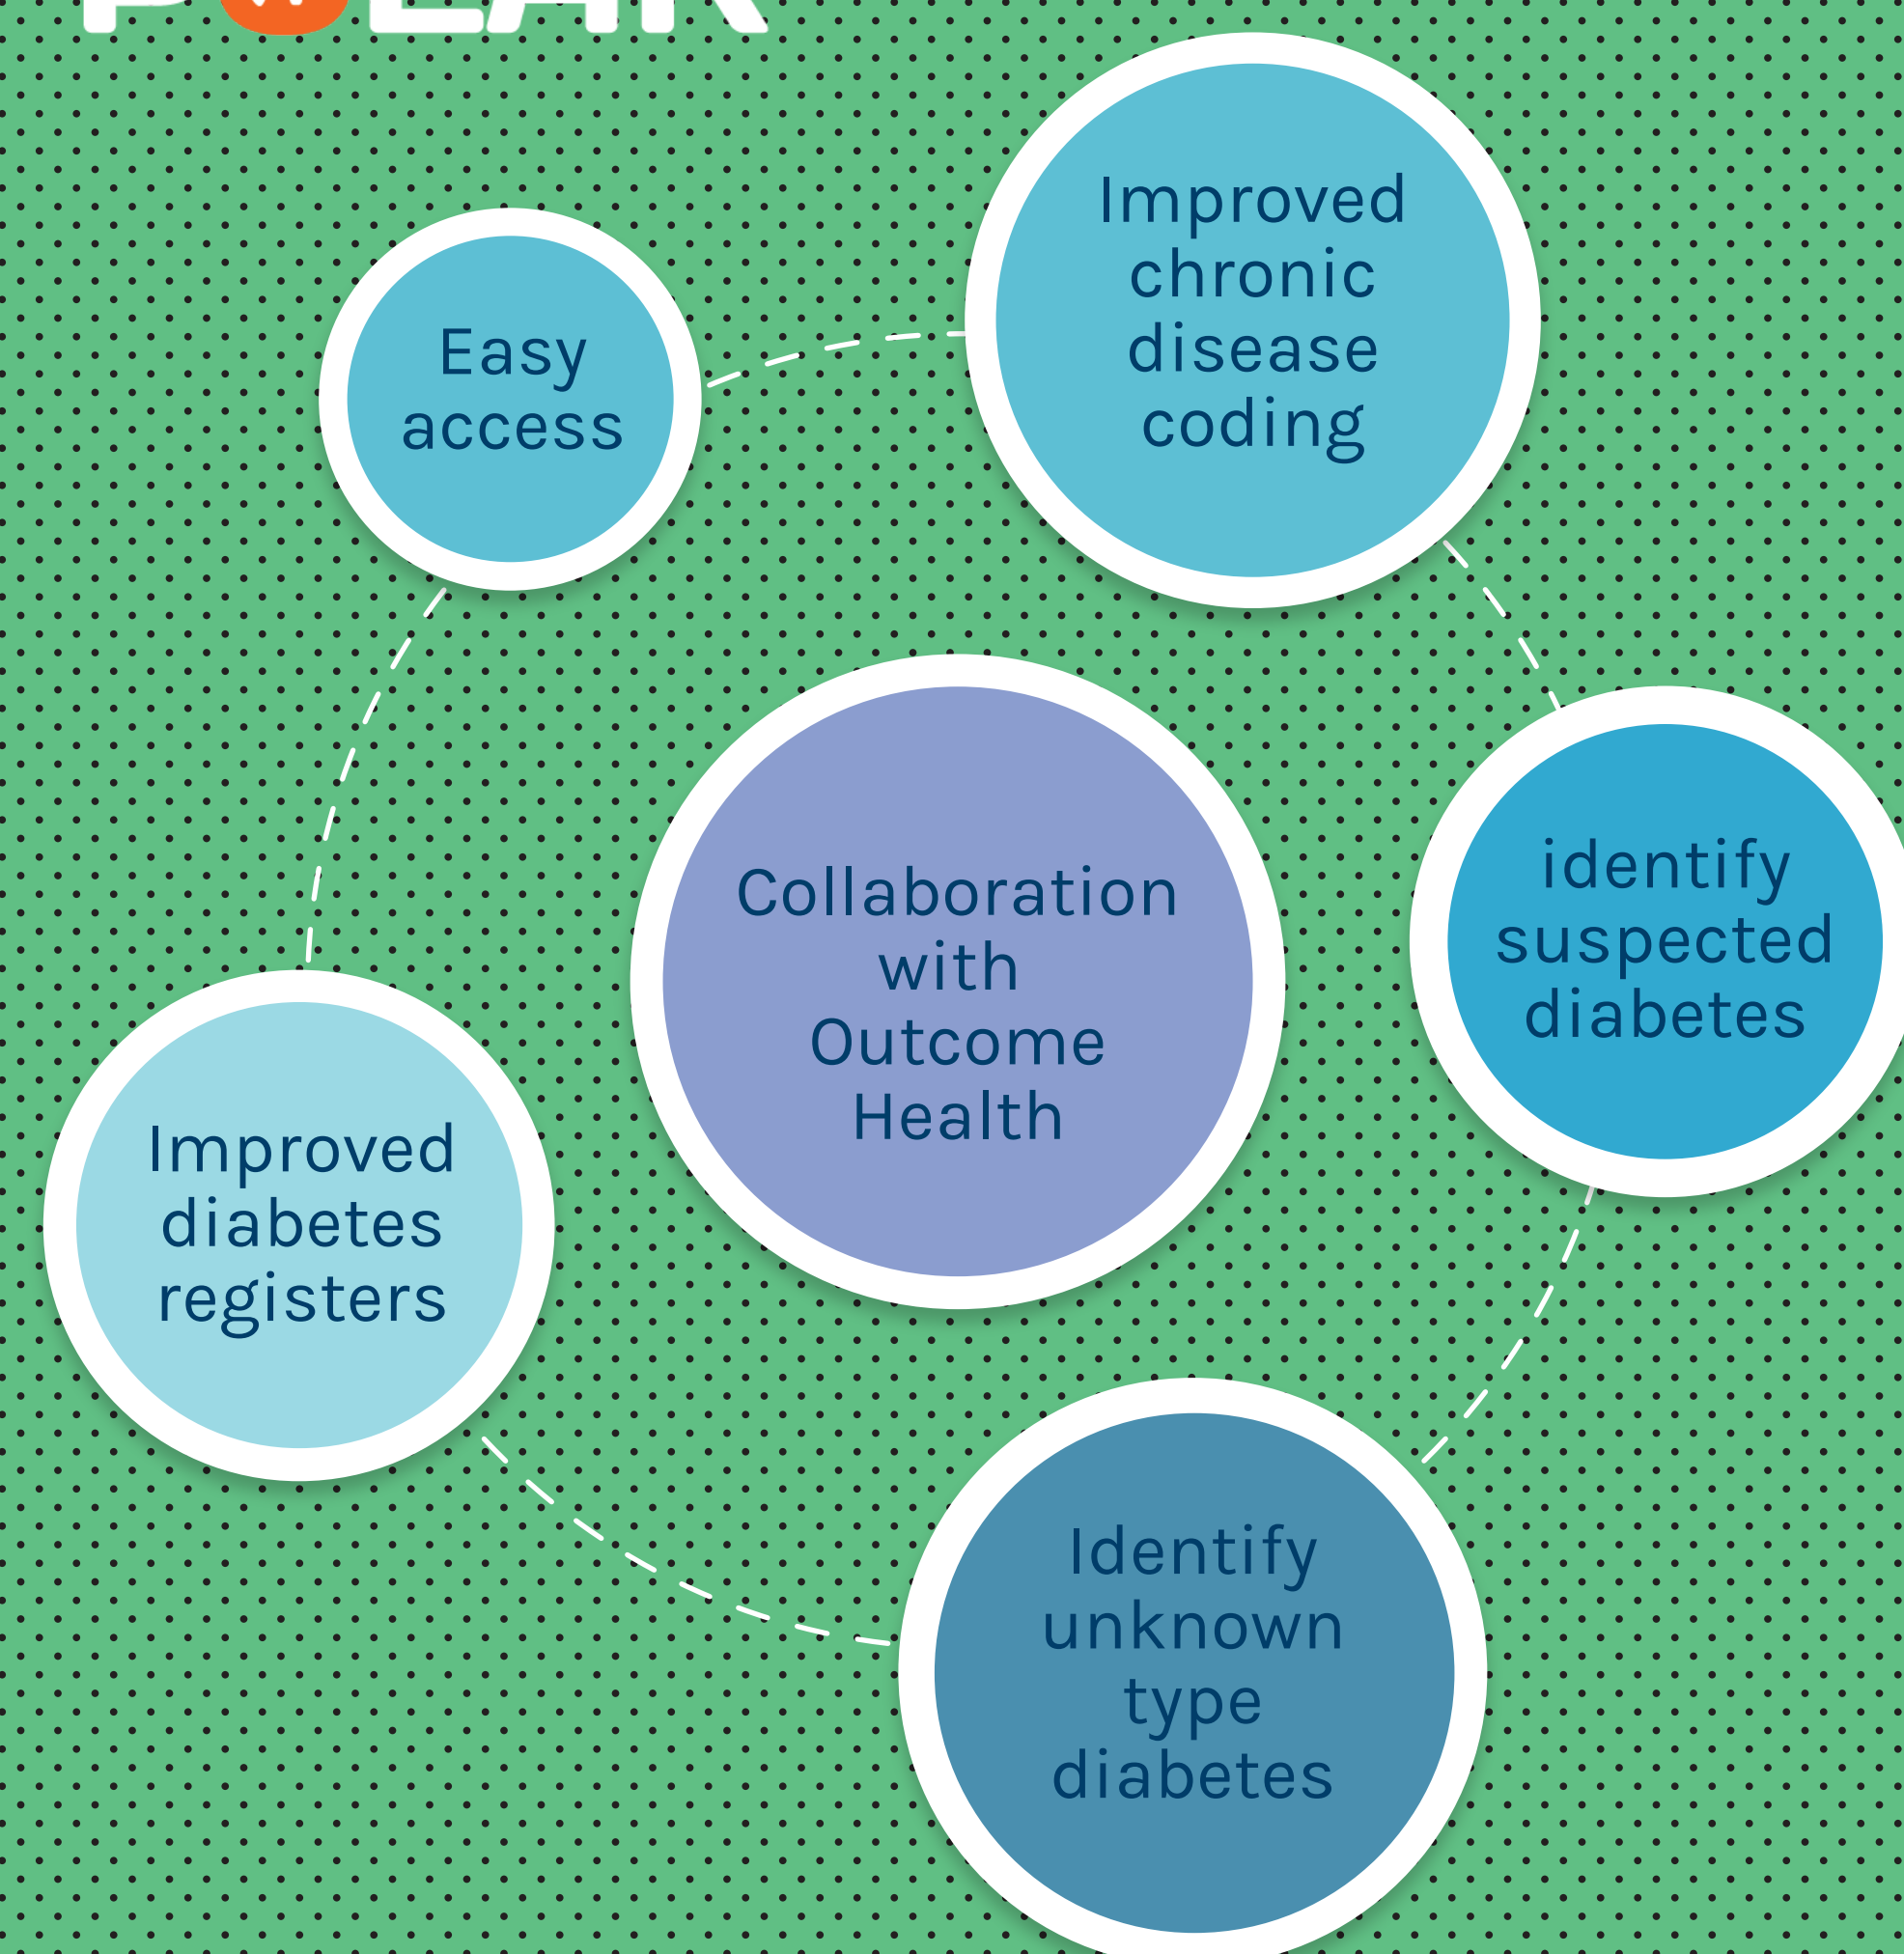 Easy
access
Improved
chronic
disease
coding
identify
suspected
diabetes
Collaboration
with
Outcome
Health
Improved
diabetes
registers
Identify
unknown
type
diabetes